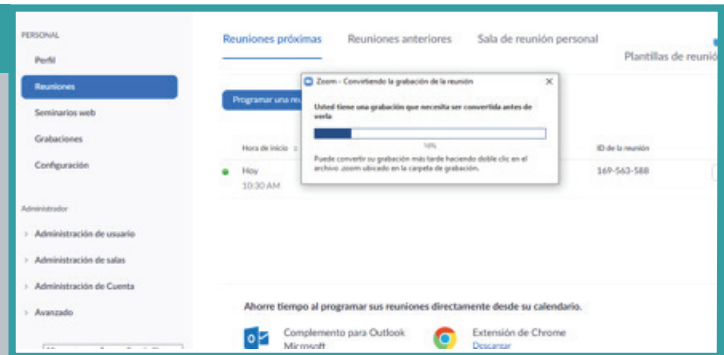 PERSONAL
Perfil
Reuniones
Seminarios web
Grabaciones
Configuración
Administrador
> Administración de usuario
> Administración de salas
> Administración de Cuenta
> Avanzado
Reuniones próximas Reuniones anteriores Sala de reunión personal
Plantillas de reunió
Programar una reu
Zoom - Convirtiendo la grabación de la reunión X
Usted tiene una grabación que necesita ser convertida antes de
verla
Puede convertir su grabación más tarde haciendo doble clic en el
archivo .zoom ubicado en la carpeta de grabación.
Hora de inicio ID de la reunión
Hoy 169-563-588
10:30 AM
Ahorre tiempo al programar sus reuniones directamente desde su calendario.
Complemento para Outlook
Microsoft
Extensión de Chrome
Descargar